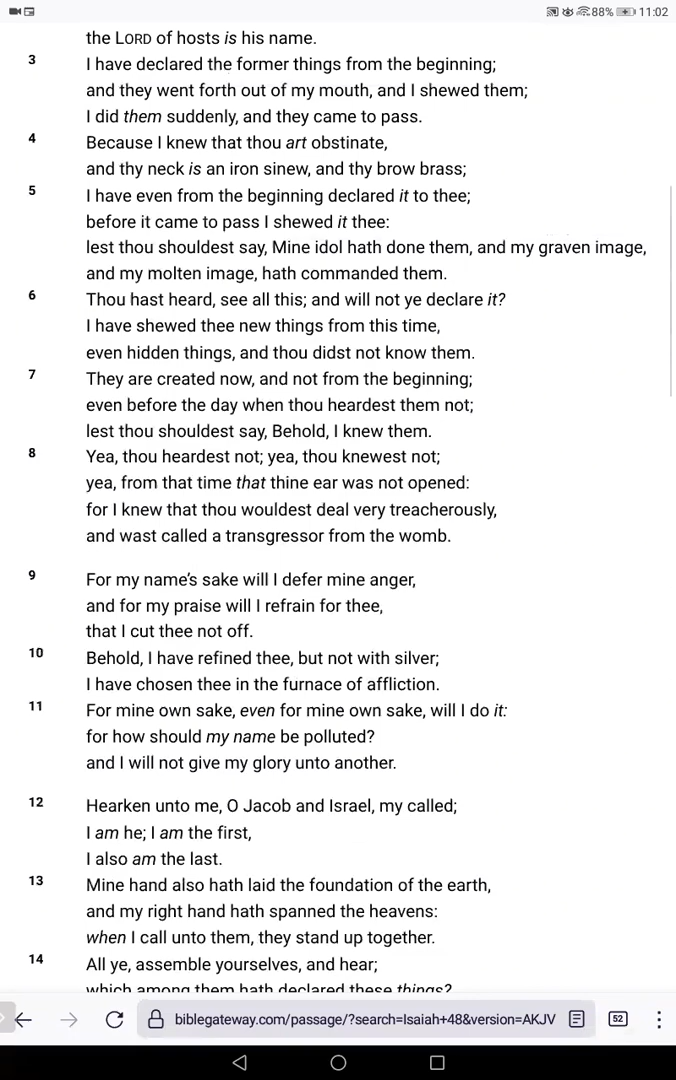 88% 11:02
the LORD of hosts is his name.
3 I have declared the former things from the beginning;
and they went forth out of my mouth, and I shewed them;
I did them suddenly, and they came to pass.
4 Because I knew that thou art obstinate,
and thy neck is an iron sinew, and thy brow brass;
5 I have even from the beginning declared it to thee;
before it came to pass I shewed it thee:
lest thou shouldest say, Mine idol hath done them, and my graven image,
and my molten image, hath commanded them.
6 Thou hast heard, see all this; and will not ye declare it?
I have shewed thee new things from this time,
even hidden things, and thou didst not know them.
7 They are created now, and not from the beginning;
even before the day when thou heardest them not;
lest thou shouldest say, Behold, I knew them.
8 Yea, thou heardest not; yea, thou knewest not;
yea, from that time that thine ear was not opened:
for I knew that thou wouldest deal very treacherously,
and wast called a transgressor from the womb.
9 For my name's sake will I defer mine anger,
and for my praise will I refrain for thee,
that I cut thee not off.
10 Behold, I have refined thee, but not with silver;
I have chosen thee in the furnace of affliction.
11 For mine own sake, even for mine own sake, will I do it:
for how should my name be polluted?
and I will not give my glory unto another.
12 Hearken unto me, O Jacob and Israel, my called;
I am he; I am the first,
I also am the last.
13 Mine hand also hath laid the foundation of the earth,
and my right hand hath spanned the heavens:
when I call unto them, they stand up together.
14 All ye, assemble yourselves, and hear;
which among them hath declared these things?
biblegateway.com/passage/?search=Isaiah+48&version=AKJV 52